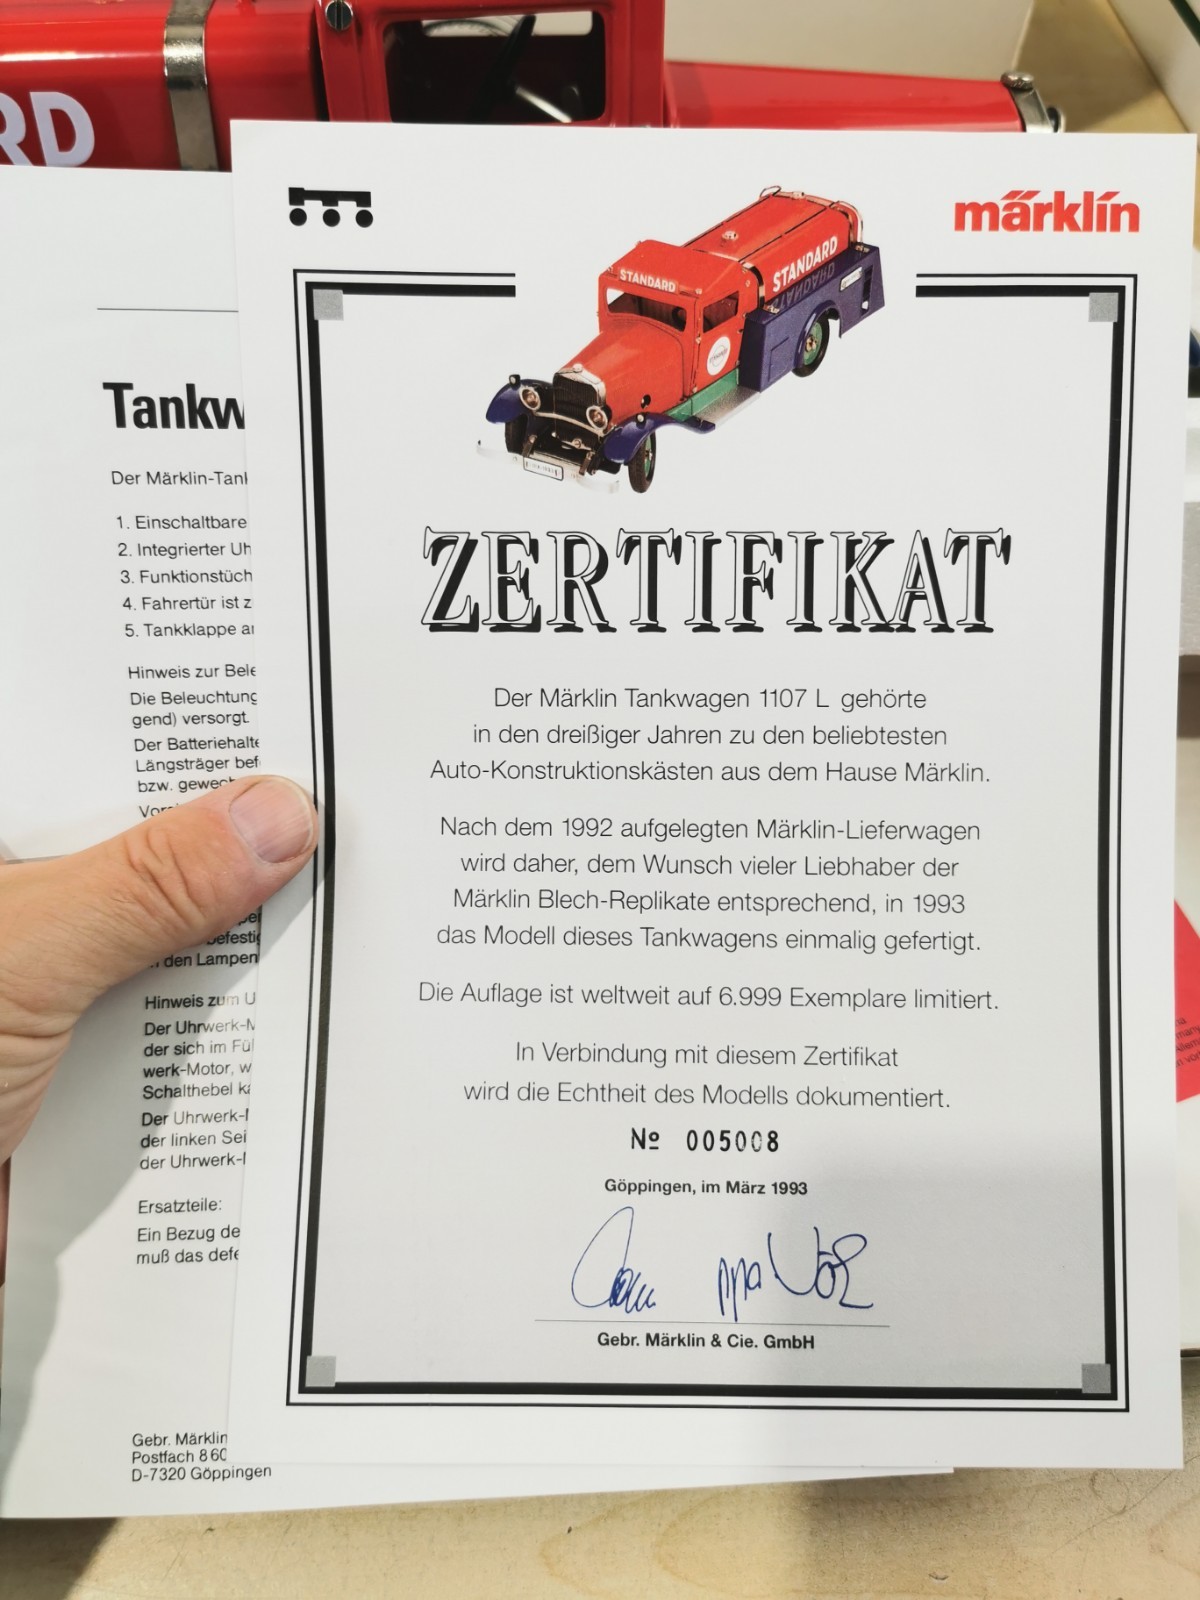 RD
märklin
STANDARD
STANDARD
ZERTIFIKAT
Der Märklin Tankwagen 1107 L gehörte
in den dreißiger Jahren zu den beliebtesten
Auto-Konstruktionskästen aus dem Hause Märklin.
Nach dem 1992 aufgelegten Märklin-Lieferwagen
wird daher, dem Wunsch vieler Liebhaber der
Märklin Blech-Replikate entsprechend, in 1993
das Modell dieses Tankwagens einmalig gefertigt.
Die Auflage ist weltweit auf 6.999 Exemplare limitiert.
In Verbindung mit diesem Zertifikat
wird die Echtheit des Modells dokumentiert.
Nº 005008
Göppingen, im März 1993
Gebr. Märklin & Cie. GmbH
Tankw
Der Märklin-Tank
1. Einschaltbare
2. Integrierter Uh
3. Funktionstüch
4. Fahrertür ist z
5. Tankklappe an
Hinweis zur Bele
Die Beleuchtung
gend) versorgt.
Der Batteriehalte
Längsträger bef
bzw. gewech
den Lampen
Hinweis zum U
Der Uhrwerk-M
der sich im Fü
werk-Motor, w
Schalthebel ka
Der Uhrwerk-
der linken Sei
der Uhrwerk-
Ersatzteile:
Ein Bezug de
muß das defe
Gebr. Märklin
Postfach 8 60
D-7320 Göppingen